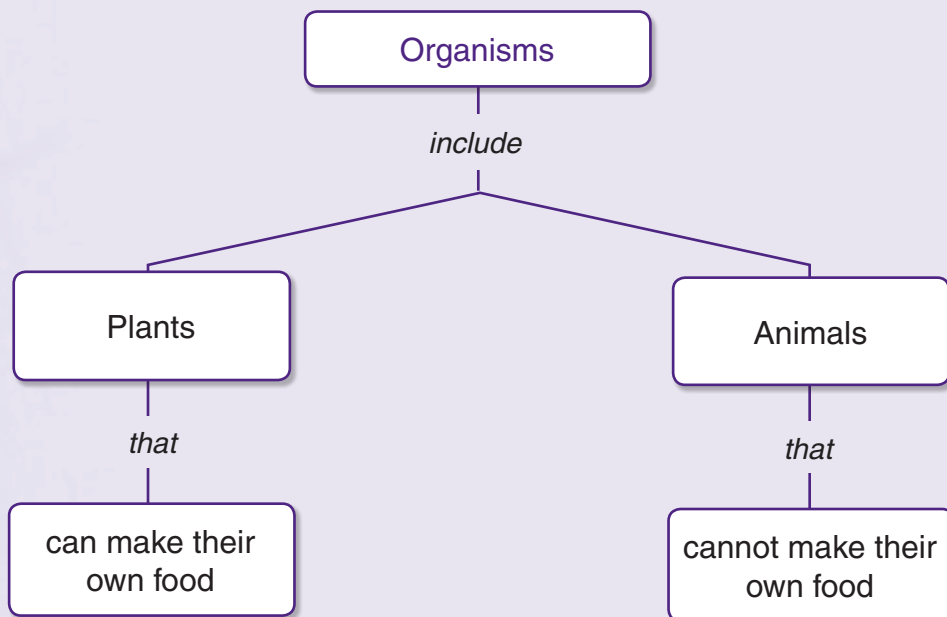 Organisms
include
Plants
Animals
that
that
can make their
own food
cannot make their
own food